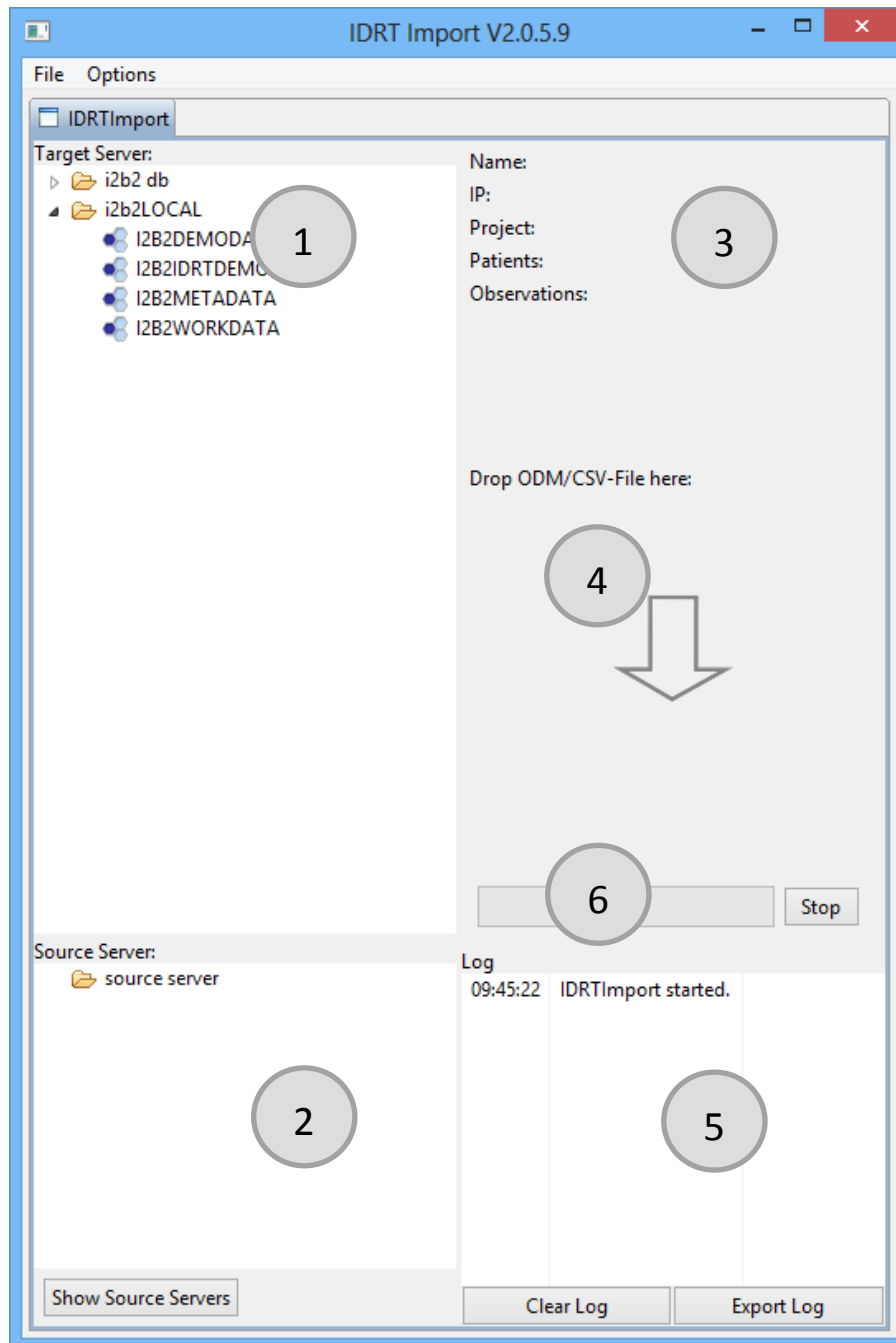 IDRT Import V2.0.5.9
File Options
IDRTImport
Target Server:
i2b2 db
i2b2LOCAL
I2B2DEMODA
I2B2IDRTDEMO
I2B2METADATA
I2B2WORKDATA
1
Name:
IP:
Project:
Patients:
Observations:
3
Drop ODM/CSV-File here:
4
6
Stop
Source Server:
source server
2
Show Source Servers
Log
09:45:22 IDRTImport started.
5
Clear Log Export Log